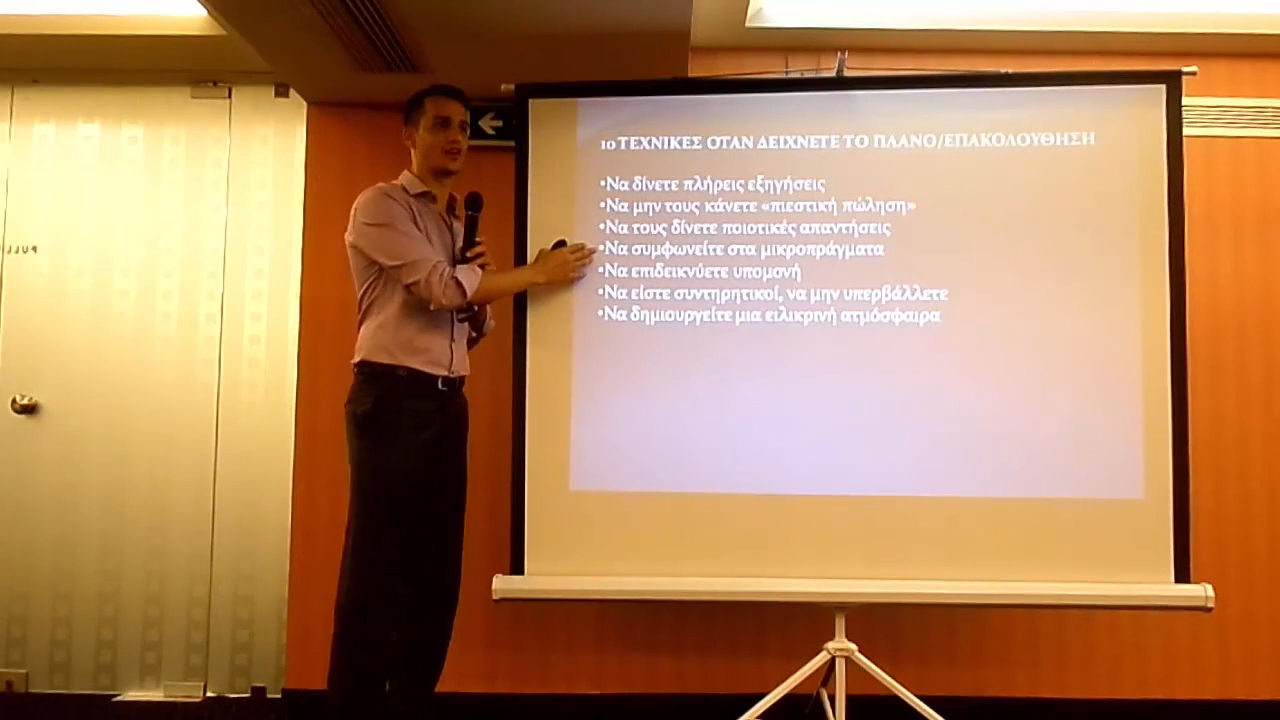 10 ΤΕΧΝΙΚΕΣ ΟΤΑΝ ΔΕΙΧΝΕΤΕ ΤΟ ΠΛΑΝΟ/ΕΠΑΚΟΛΟΥΘΗΣΗ
•Να δίνετε πλήρεις εξηγήσεις
•Να μην τους κάνετε «πιεστική πώληση»
•Να τους δίνετε ποιοτικές απαντήσεις
•Να συμφωνείτε στα μικροπράγματα
•Να επιδεικνύετε υπομονή
•Να είστε συντηρητικοί, να μην υπερβάλλετε
•Να δημιουργείτε μια ειλικρινή ατμόσφαιρα
PULL